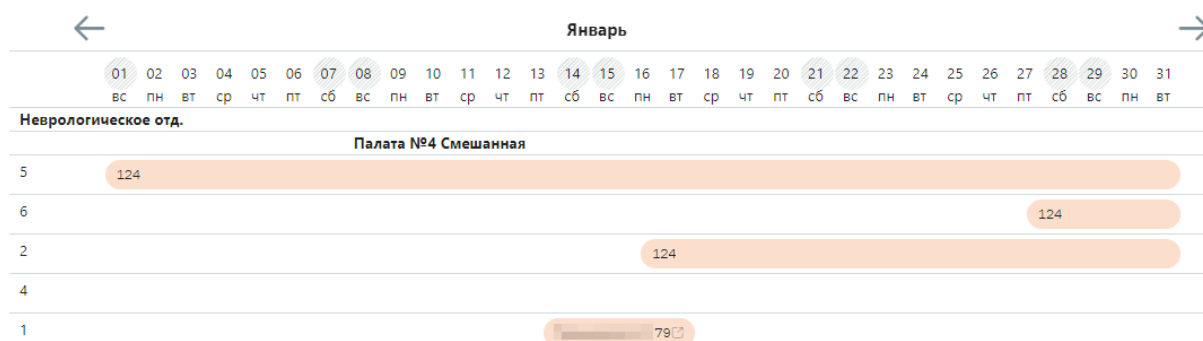 Январь
01 02 03 04 05 06 07 08 09 10 11 12 13 14 15 16 17 18 19 20 21 22 23 24 25 26 27 28 29 30 31
вс пн вт ср чт пт сб вс пн вт ср чт пт сб вс пн вт ср чт пт сб вс пн вт ср чт пт сб вс пн вт
Неврологическое отд.
Палата №4 Смешанная
5 124
6 124
2 124
4
1 79